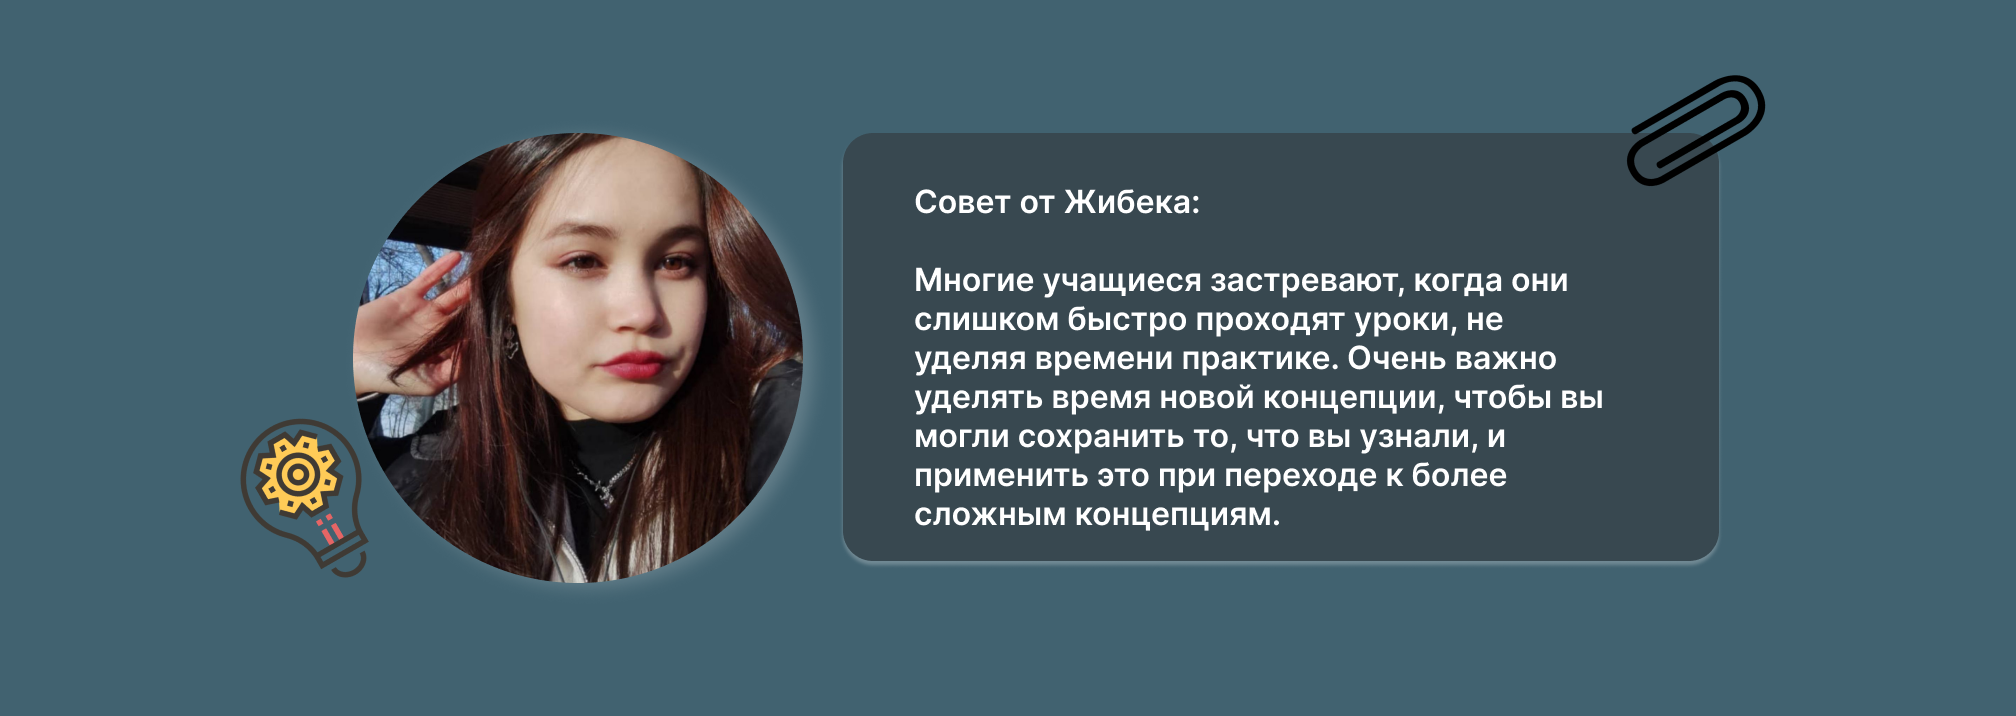 Совет от Жибека:
Многие учащиеся застревают, когда они
слишком быстро проходят уроки, не
уделяя времени практике. Очень важно
уделять время новой концепции, чтобы вы
могли сохранить то, что вы узнали, и
применить это при переходе к более
сложным концепциям.